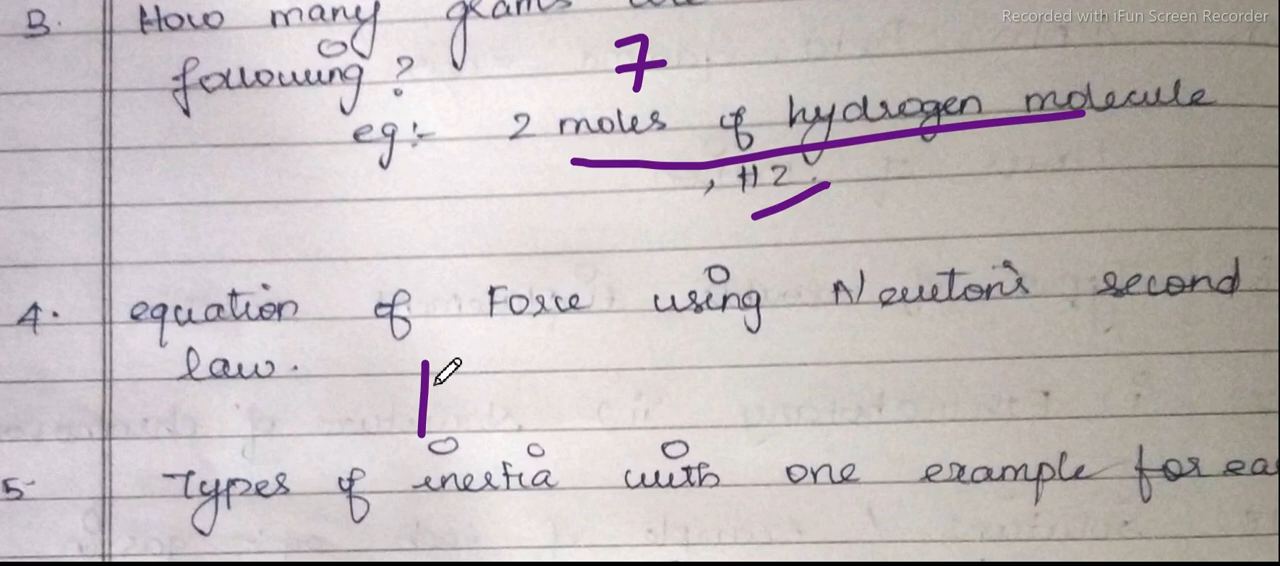 Recorded with iFun Screen Recorder
3. How many grams
following?
7
eg:- 2 moles of hydrogen molecule
, H2.
4. equation of Force using Newton's second
law.
5 Types of inertia with one example for ea